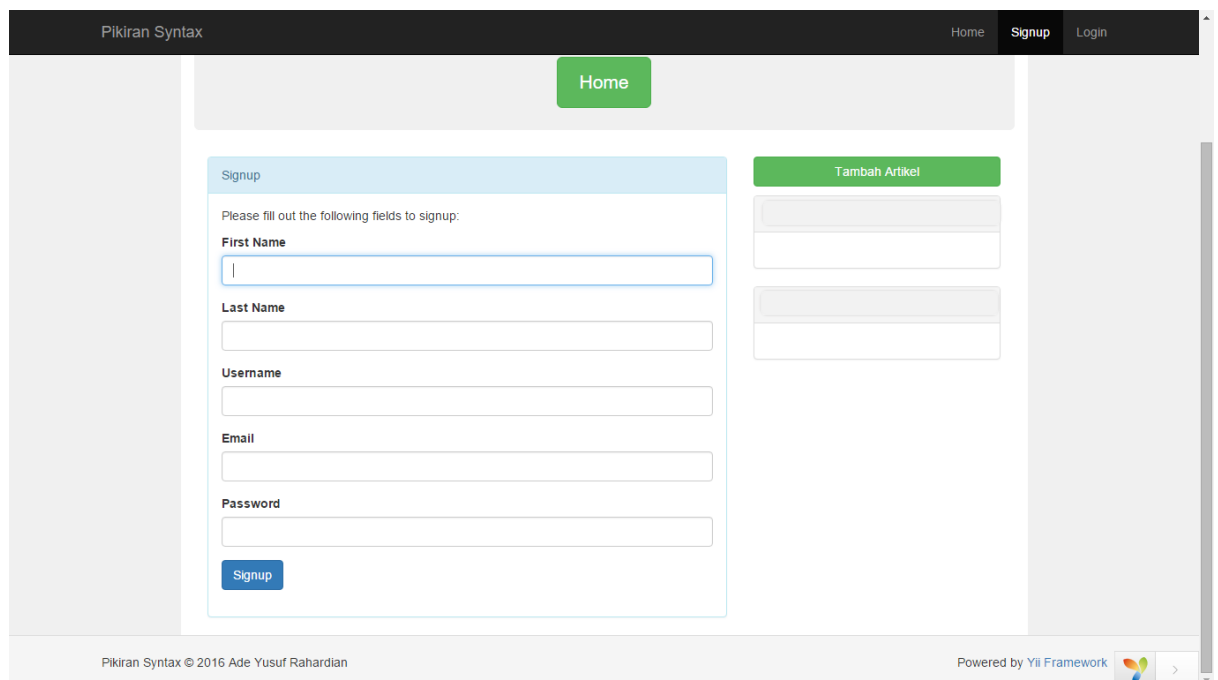 Pikiran Syntax
Home Signup Login
Home
Signup
Please fill out the following fields to signup:
First Name
Last Name
Username
Email
Password
Signup
Tambah Artikel
Pikiran Syntax © 2016 Ade Yusuf Rahardian
Powered by Yii Framework